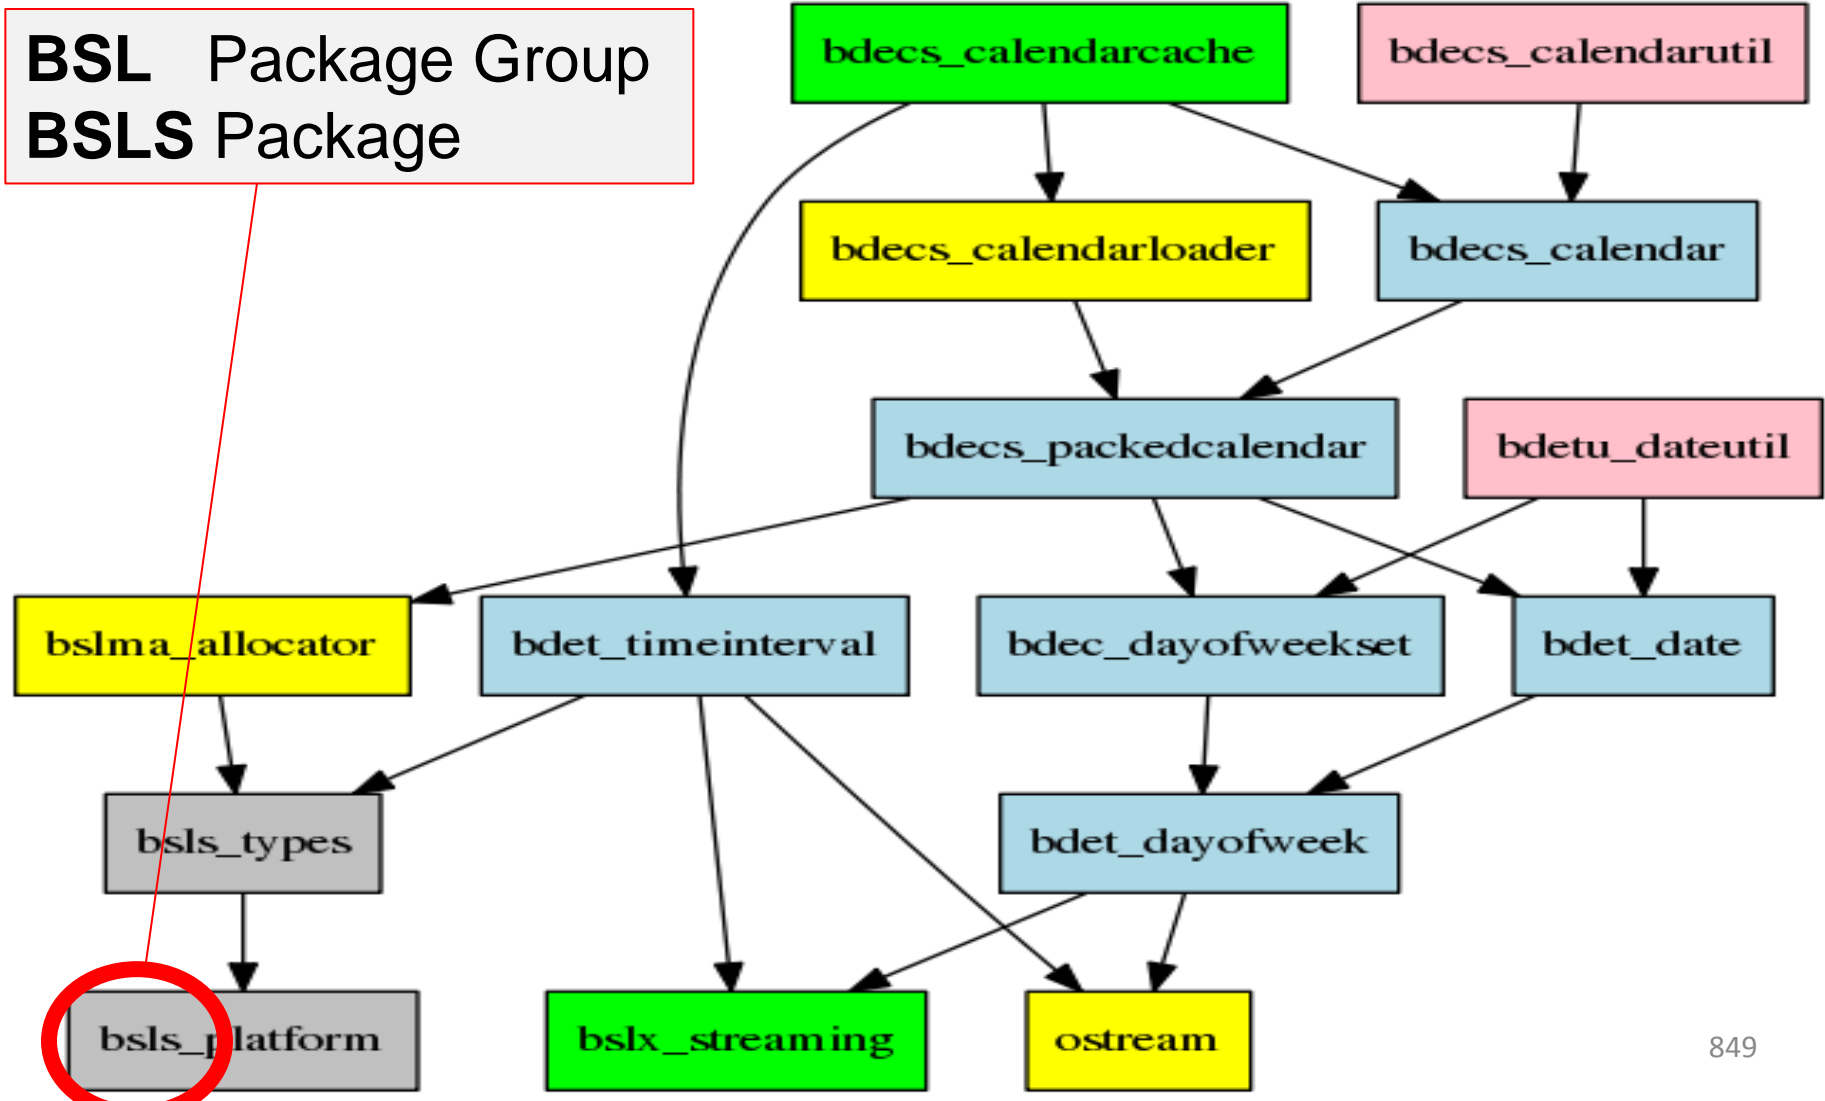 BSL Package Group
BSLS Package
bdecs_calendarcache
bdecs_calendarutil
bdecs_calendarloader
bdecs_calendar
bdecs_packedcalendar
bdetu_dateutil
bslma_allocator
bdet_timeinterval
bdec_dayofweekset
bdet_date
bsls_types
bdet_dayofweek
bsls_platform
bslx_streaming
ostream
849